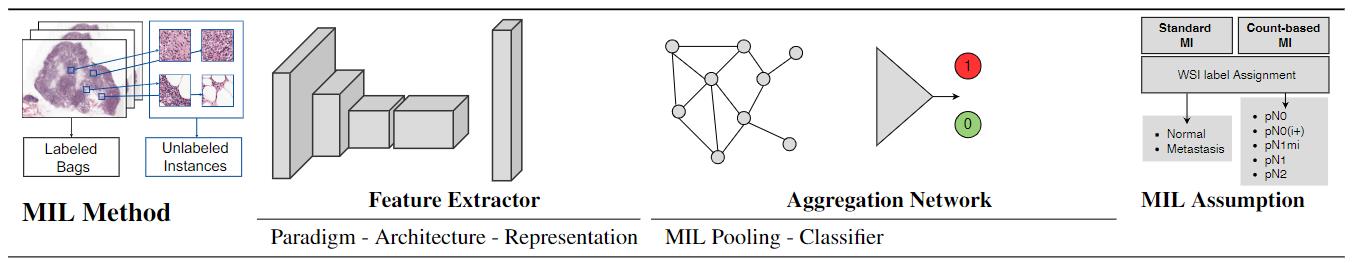 Labeled
Bags
Unlabeled
Instances
MIL Method
Feature Extractor
Paradigm - Architecture - Representation
1
0
Aggregation Network
MIL Pooling - Classifier
Standard
MI
Count-based
MI
WSI label Assignment
▪ Normal
▪ Metastasis
• pN0
• pN0(i+)
• pN1mi
• pN1
• pN2
MIL Assumption